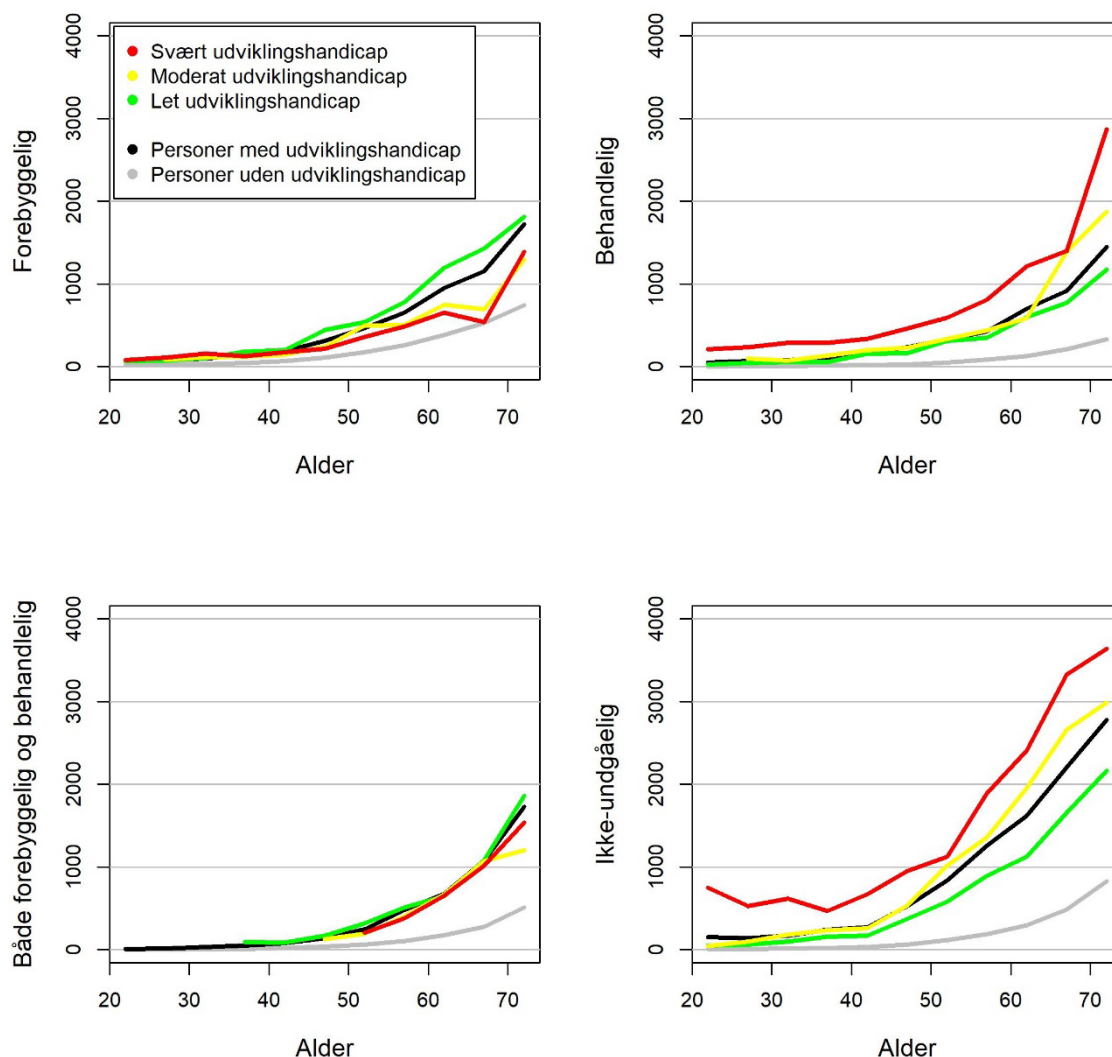 Svært udviklingshandicap
Moderat udviklingshandicap
Let udviklingshandicap
Personer med udviklingshandicap
Personer uden udviklingshandicap
Forebyggelig
0 1000 2000 3000 4000
20 30 40 50 60 70
Alder
Behandlelig
0 1000 2000 3000 4000
20 30 40 50 60 70
Alder
Både forebyggelig og behandlelig
0 1000 2000 3000 4000
20 30 40 50 60 70
Alder
Ikke-undgåelig
0 1000 2000 3000 4000
20 30 40 50 60 70
Alder